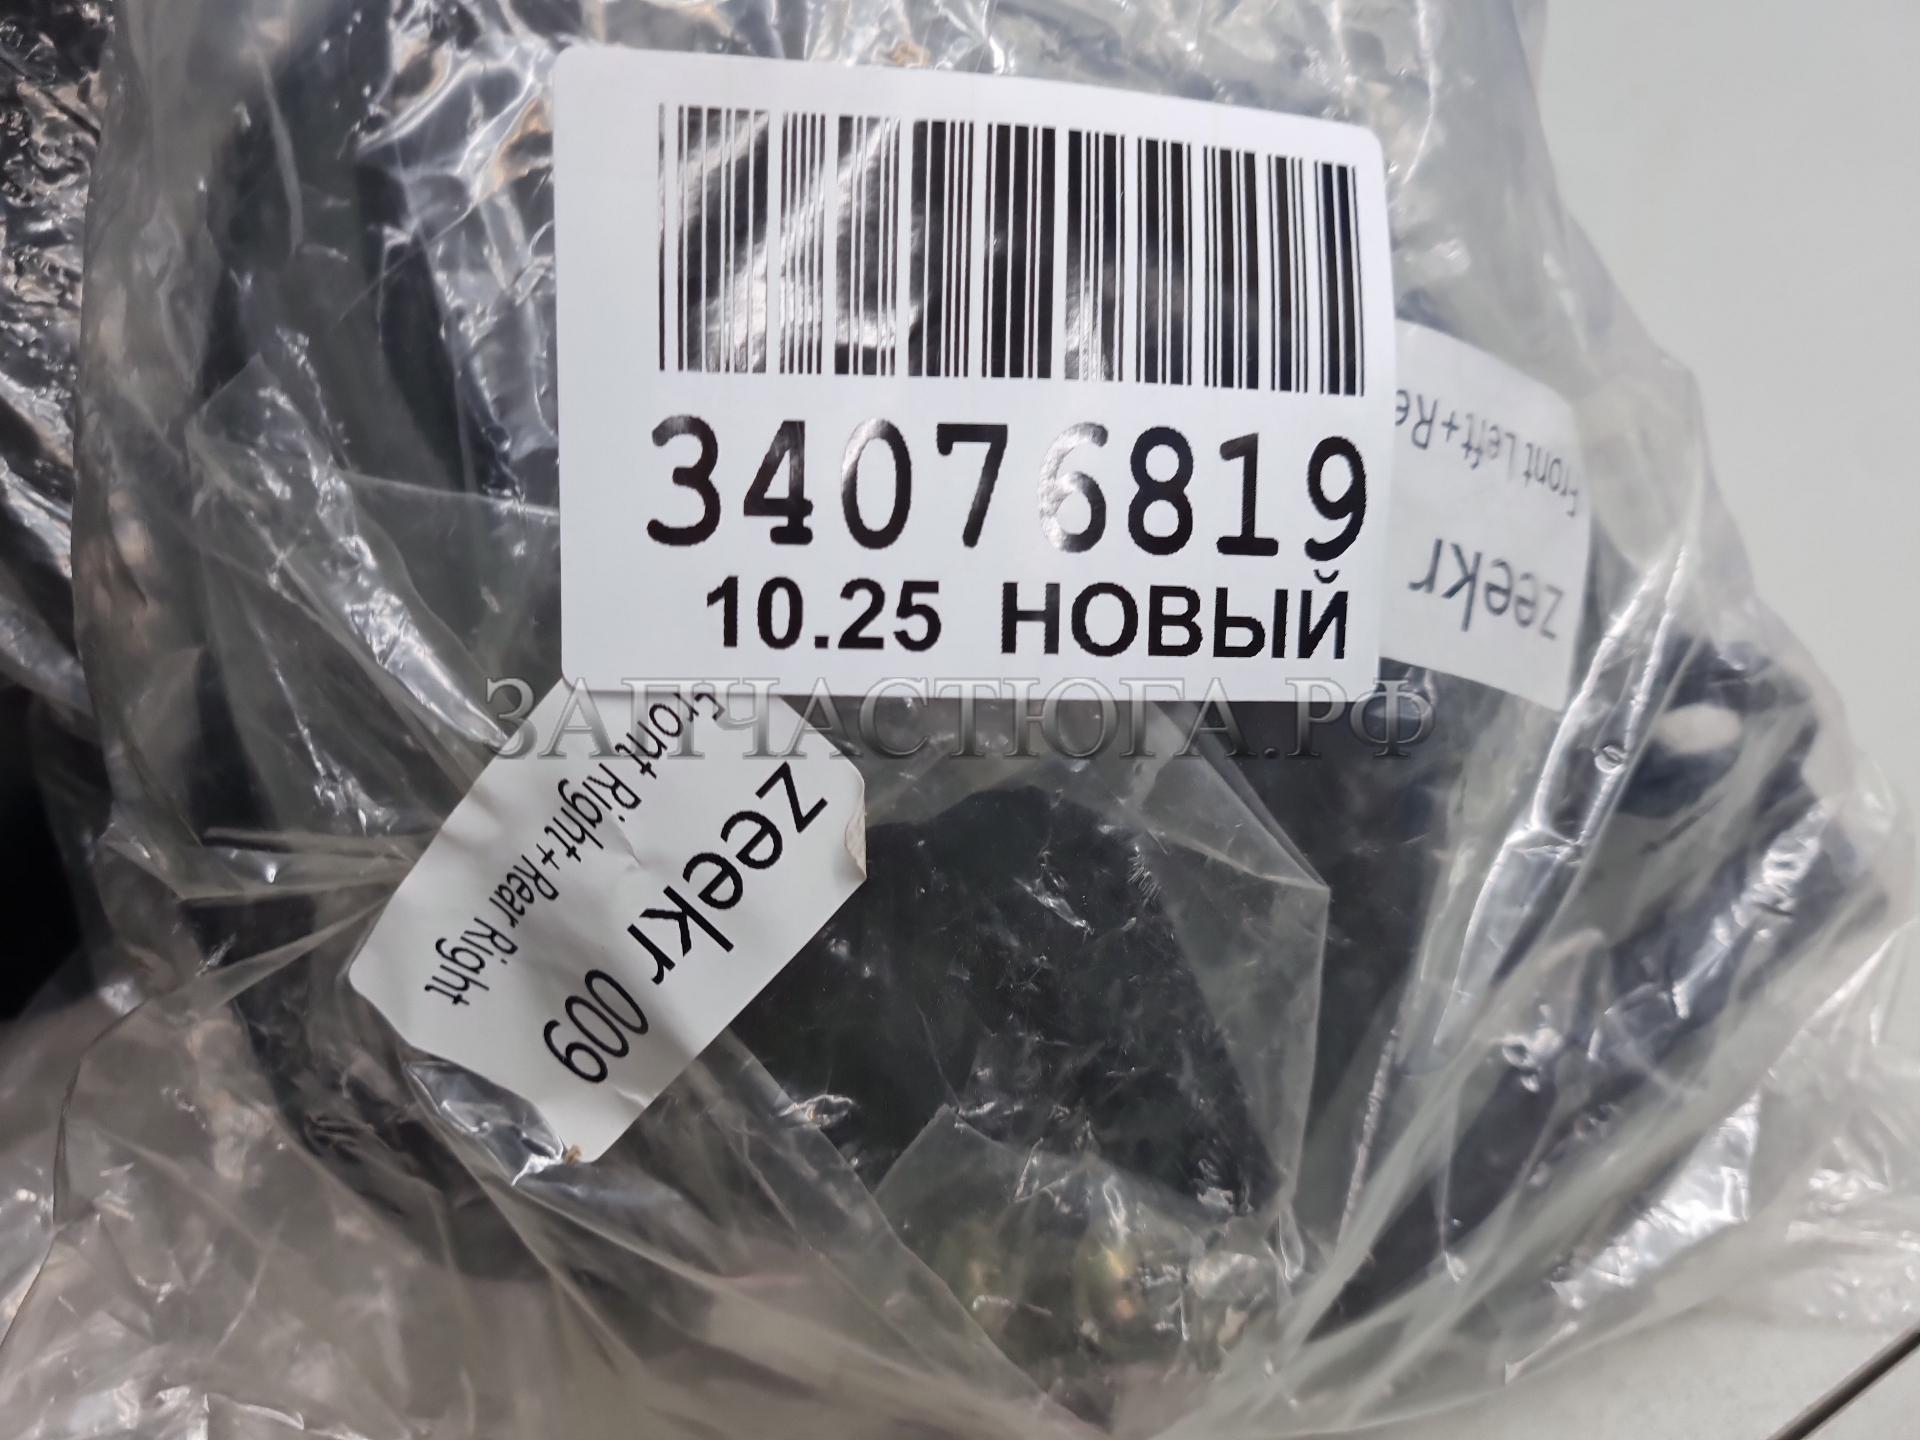 34076819
10.25 НОВЫЙ
Front Left+Re
zeekr
ЗАПЧАСТЮГА.РФ
zeekr 009
Front Right+Rear Right